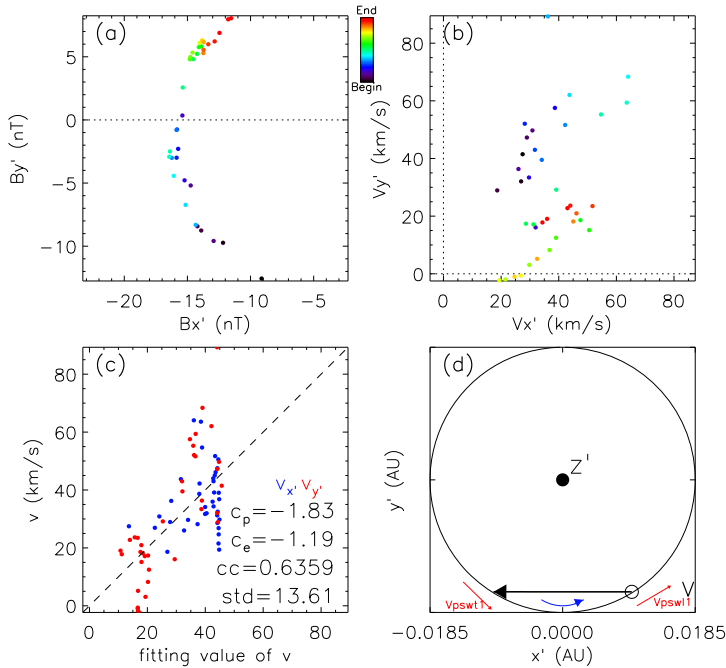 (a)
End
Begin
5
0
−5
−10
By' (nT)
−20 −15 −10 −5
Bx' (nT)
(b)
80
60
40
20
0
Vy' (km/s)
0 20 40 60 80
Vx' (km/s)
(c)
80
60
40
20
0
v (km/s)
Vx' Vy'
cp=−1.83
ce=−1.19
cc=0.6359
std=13.61
0 20 40 60 80
fitting value of v
(d)
Z'
y' (AU)
V
Vpswt1
Vpswl1
−0.0185 0.0000 0.0185
x' (AU)